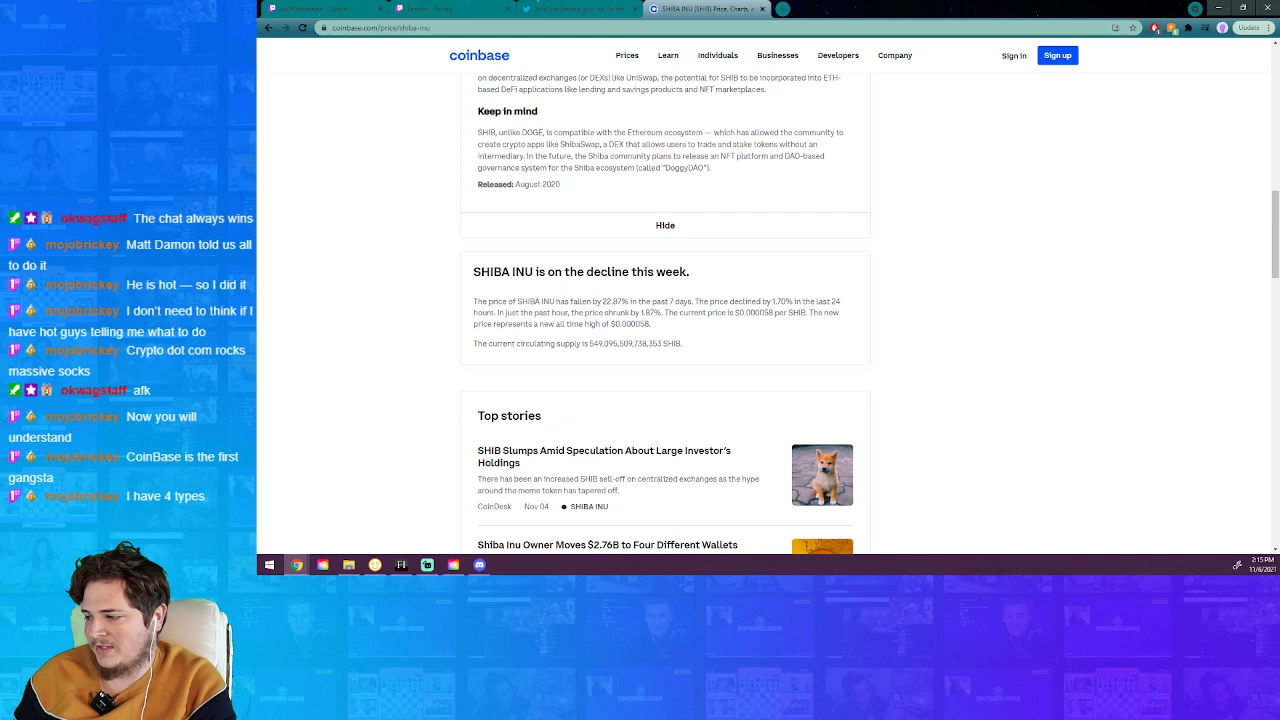 SHIBA INU (SHIB) Price, Charts,
coinbase.com/price/shiba-inu
Update
coinbase
Prices
Learn
Individuals
Businesses
Developers
Company
Sign in
Sign up
on decentralized exchanges (or DEXs) like UniSwap, the potential for SHIB to be incorporated into ETH-
based DeFi applications like lending and savings products and NFT marketplaces.
Keep in mind
SHIB, unlike DOGE, is compatible with the Ethereum ecosystem — which has allowed the community to
create crypto apps like ShibaSwap, a DEX that allows users to trade and stake tokens without an
intermediary. In the future, the Shiba community plans to release an NFT platform and DAO-based
governance system for the Shiba ecosystem (called “DoggyDAO”).
Released: August 2020
Hide
SHIBA INU is on the decline this week.
The price of SHIBA INU has fallen by 22.87% in the past 7 days. The price declined by 1.70% in the last 24
hours. In just the past hour, the price shrunk by 1.87%. The current price is $0.000058 per SHIB. The new
price represents a new all time high of $0.000058.
The current circulating supply is 549,095,509,738,353 SHIB.
Top stories
SHIB Slumps Amid Speculation About Large Investor’s
Holdings
There has been an increased SHIB sell-off on centralized exchanges as the hype
around the meme token has tapered off.
CoinDesk Nov 04 SHIBA INU
Shiba Inu Owner Moves $2.76B to Four Different Wallets
2:15 PM
11/6/2021
okwagstaff The chat always wins
mojobrickey Matt Damon told us all
to do it
mojobrickey He is hot — so I did it
mojobrickey I don't need to think if I
have hot guys telling me what to do
mojobrickey Crypto dot com rocks
massive socks
okwagstaff afk
mojobrickey Now you will
understand
mojobrickey CoinBase is the first
gangsta
mojobrickey I have 4 types